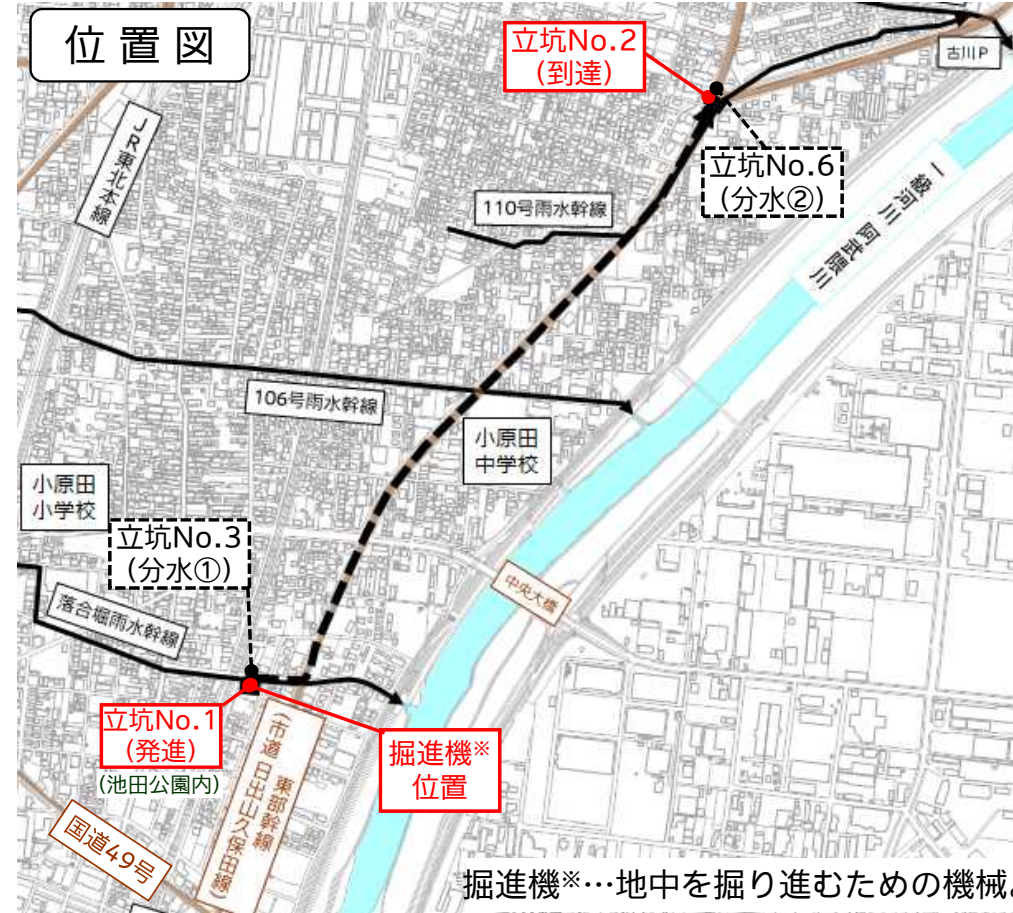 位置図
立坑No.2
(到達)
古川P
JR東北本線
立坑No.6
(分水②)
一級河川 阿武隈川
110号雨水幹線
106号雨水幹線
小原田
中学校
小原田
小学校
立坑No.3
(分水①)
中央大橋
落合堀雨水幹線
立坑No.1
(発進)
(池田公園内)
掘進機※
位置
東部幹線
(市道 日出山久保田線)
国道49号
掘進機※…地中を掘り進むための機械。